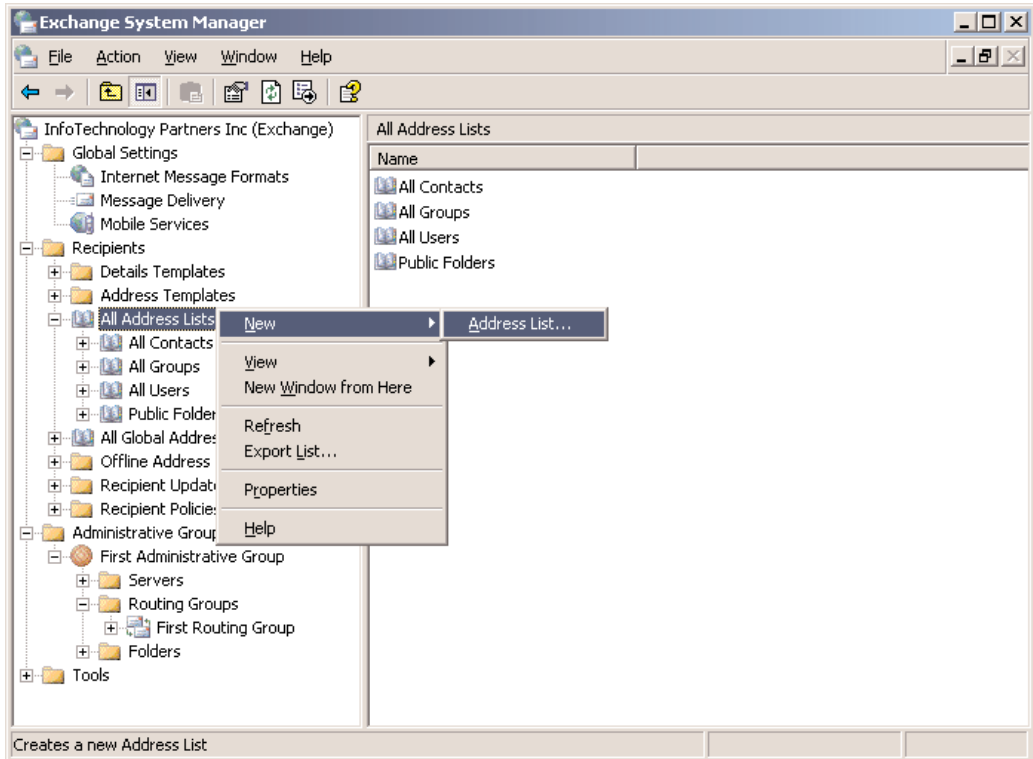 Exchange System Manager
File Action View Window Help
InfoTechnology Partners Inc (Exchange)
Global Settings
Internet Message Formats
Message Delivery
Mobile Services
Recipients
Details Templates
Address Templates
All Address Lists
All Contacts
All Groups
All Users
Public Folder
All Global Addre
Offline Address
Recipient Updat
Recipient Policie
Administrative Group
First Administrative Group
Servers
Routing Groups
First Routing Group
Folders
Tools
New
View
New Window from Here
Refresh
Export List...
Properties
Help
Address List...
All Address Lists
Name
All Contacts
All Groups
All Users
Public Folders
Creates a new Address List